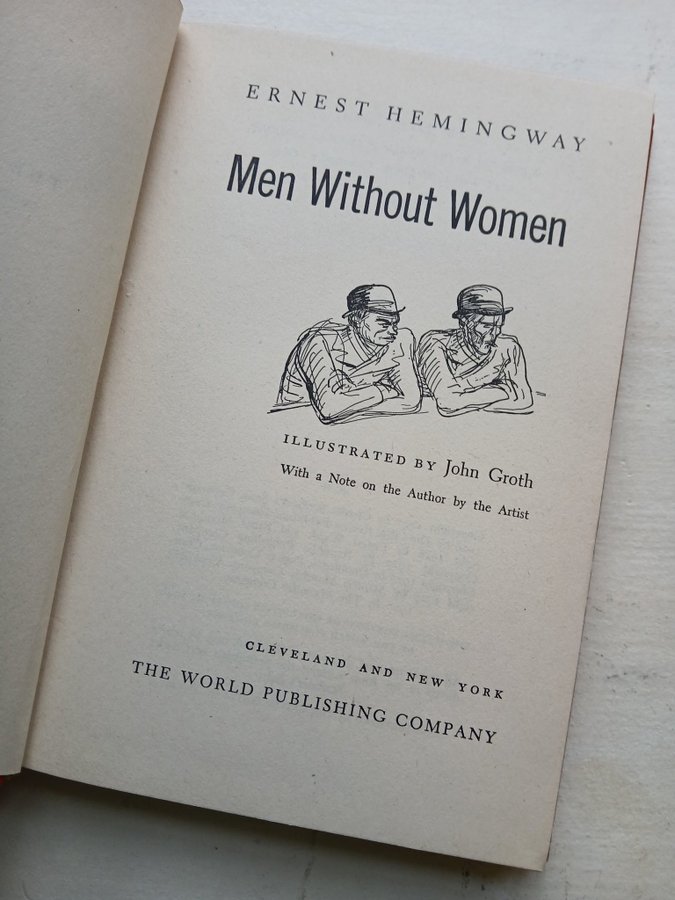 ERNEST HEMINGWAY
Men Without Women
ILLUSTRATED BY John Groth
With a Note on the Author by the Artist
CLEVELAND AND NEW YORK
THE WORLD PUBLISHING COMPANY